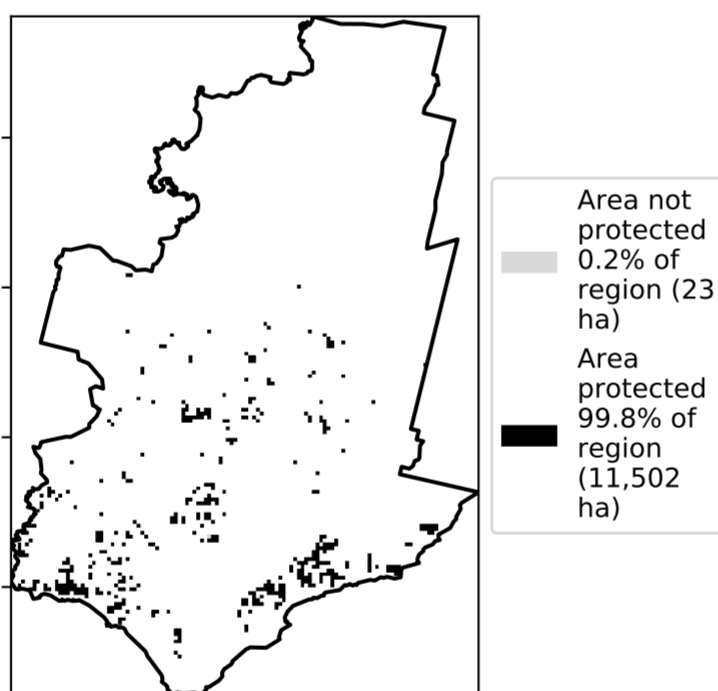 Area not
protected
0.2% of
region (23
ha)
Area
protected
99.8% of
region
(11,502
ha)